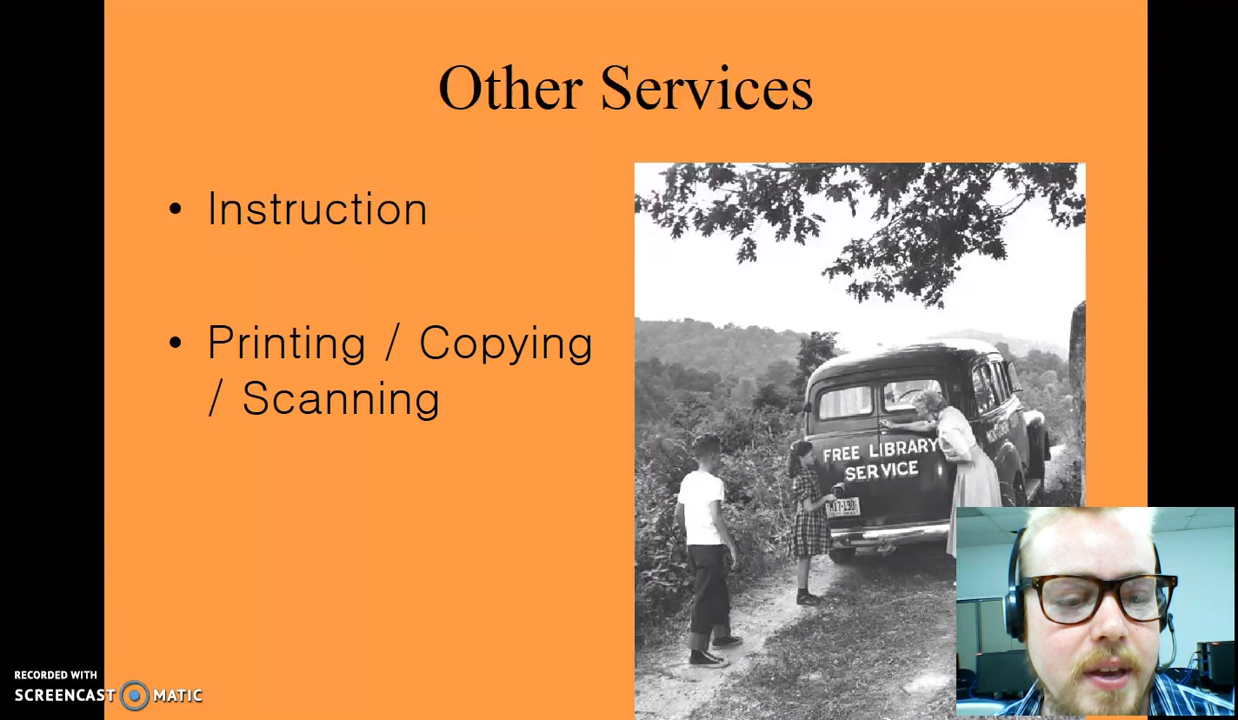 Other Services
• Instruction
• Printing / Copying
/ Scanning
FREE LIBRARY
SERVICE
RECORDED WITH
SCREENCAST MATIC